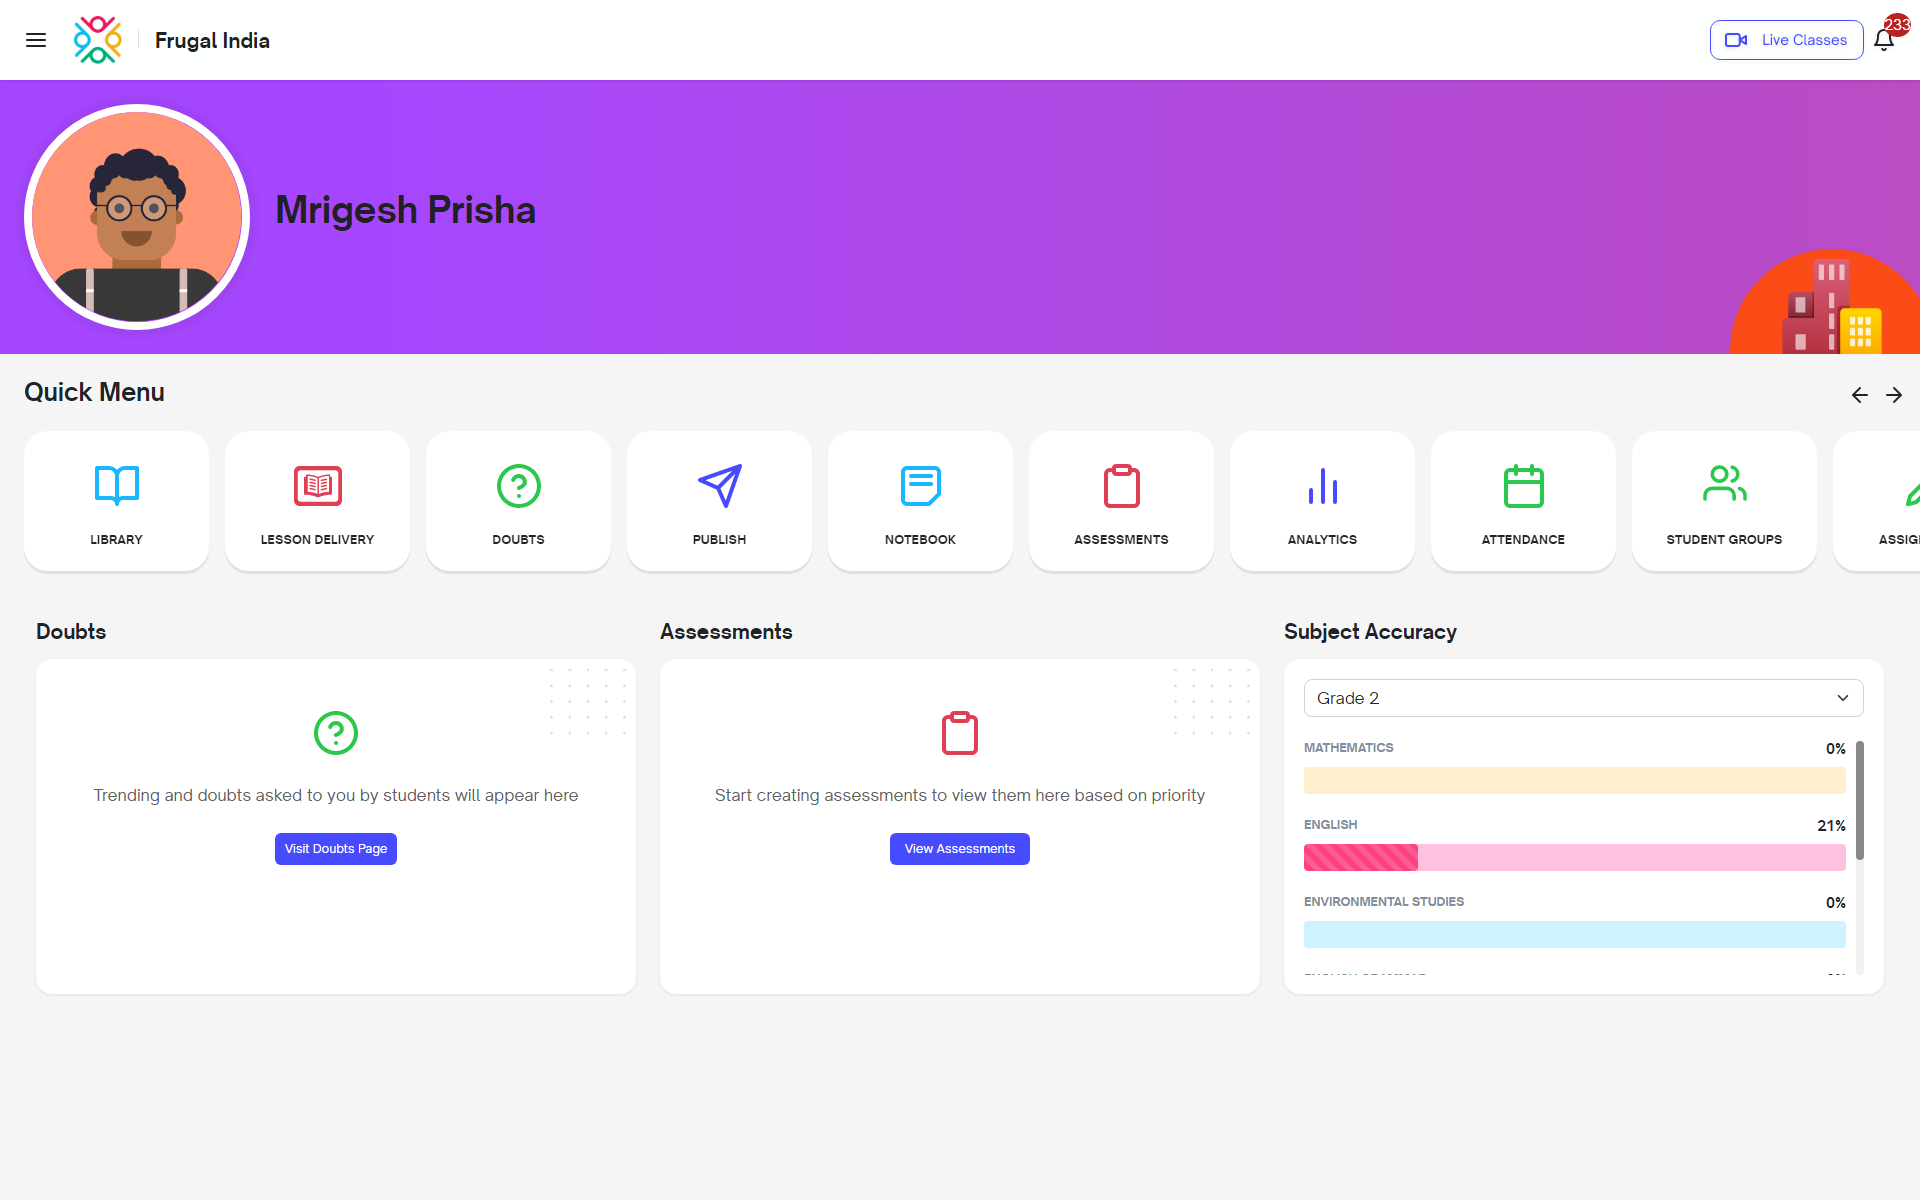 Frugal India
Live Classes
233
Mrigesh Prisha
Quick Menu
LIBRARY
LESSON DELIVERY
DOUBTS
PUBLISH
NOTEBOOK
ASSESSMENTS
ANALYTICS
ATTENDANCE
STUDENT GROUPS
Doubts
Trending and doubts asked to you by students will appear here
Visit Doubts Page
Assessments
Start creating assessments to view them here based on priority
View Assessments
Subject Accuracy
Grade 2
MATHEMATICS 0%
ENGLISH 21%
ENVIRONMENTAL STUDIES 0%